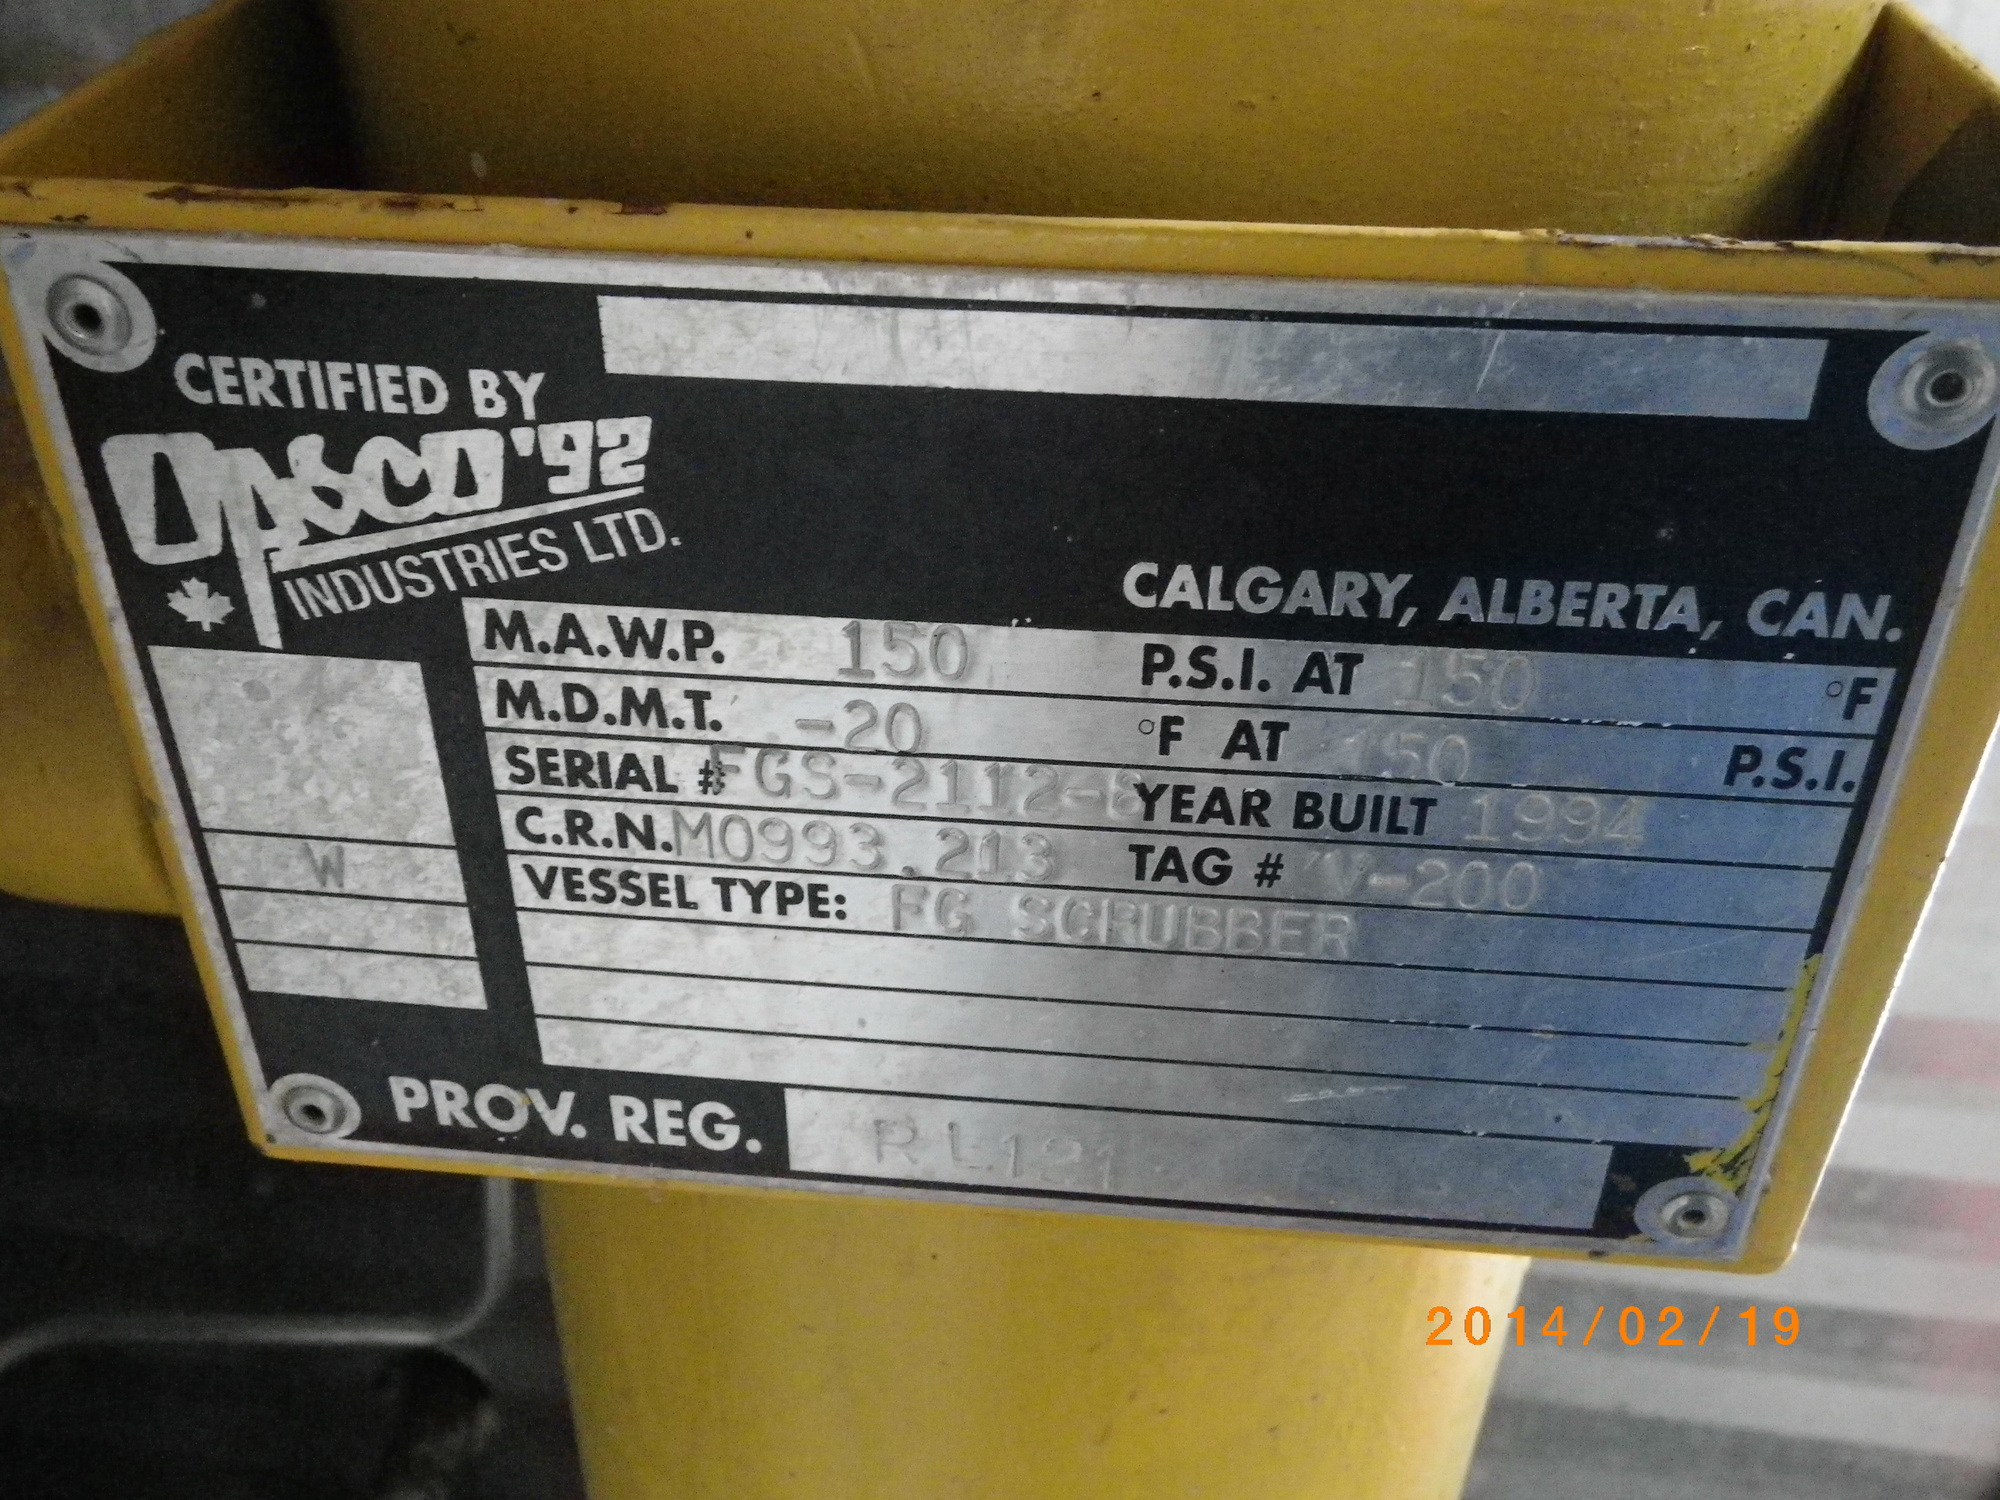 CERTIFIED BY
OPSCO '92
INDUSTRIES LTD.
CALGARY, ALBERTA, CAN.
M.A.W.P. 150 P.S.I. AT 150 °F
M.D.M.T. -20 °F AT 150 P.S.I.
SERIAL # FGS-2112-8 YEAR BUILT 1994
C.R.N. M0993.213 TAG # V-200
W
VESSEL TYPE: FG SCRUBBER
PROV. REG. RL121
2014/02/19